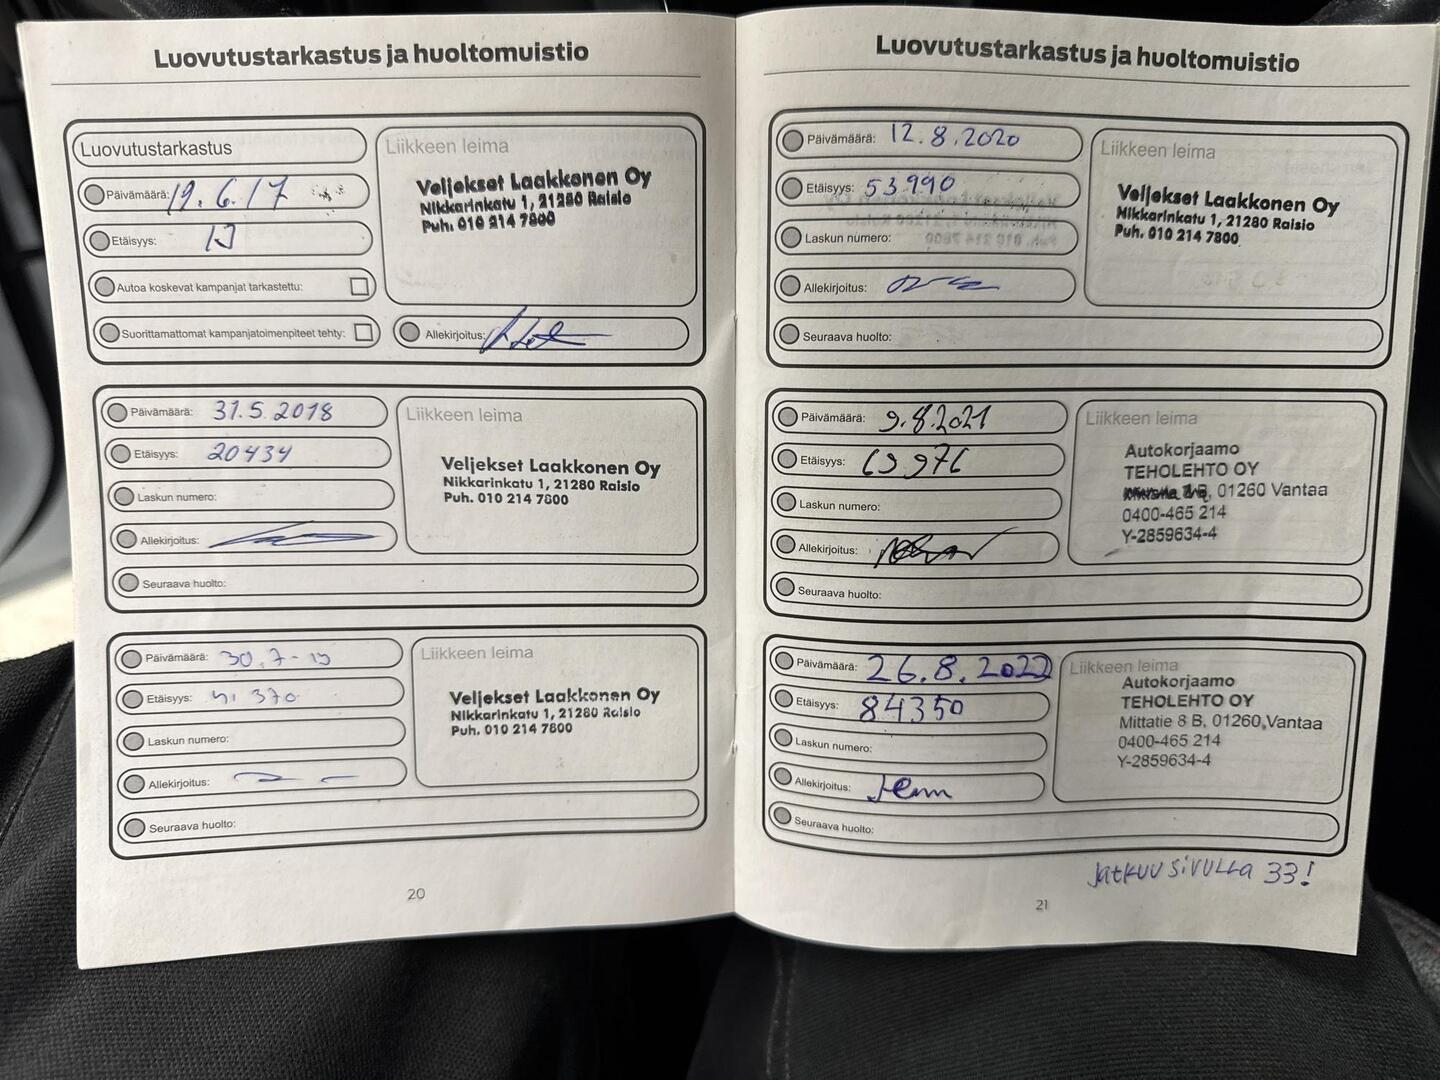 Luovutustarkastus ja huoltomuistio
Luovutustarkastus
Päivämäärä: 19.6.17
Etäisyys:
Autoa koskevat kampanjat tarkastettu:
Suorittamattomat kampanjatoimenpiteet tehty:
Liikkeen leima
Veljekset Laakkonen Oy
Nikkarinkatu 1, 21280 Raisio
Puh. 010 214 7800
Allekirjoitus:
Päivämäärä: 31.5.2018
Etäisyys: 20434
Laskun numero:
Allekirjoitus:
Seuraava huolto:
Liikkeen leima
Veljekset Laakkonen Oy
Nikkarinkatu 1, 21280 Raisio
Puh. 010 214 7800
Päivämäärä: 30.7-19
Etäisyys: 41 370
Laskun numero:
Allekirjoitus:
Seuraava huolto:
Liikkeen leima
Veljekset Laakkonen Oy
Nikkarinkatu 1, 21280 Raisio
Puh. 010 214 7800
20
Luovutustarkastus ja huoltomuistio
Päivämäärä: 12.8.2020
Etäisyys: 53990
Laskun numero:
Allekirjoitus:
Seuraava huolto:
Liikkeen leima
Veljekset Laakkonen Oy
Nikkarinkatu 1, 21280 Raisio
Puh. 010 214 7800
Päivämäärä: 9.8.2021
Etäisyys: 69976
Laskun numero:
Allekirjoitus:
Seuraava huolto:
Liikkeen leima
Autokorjaamo
TEHOLEHTO OY
B, 01260 Vantaa
0400-465 214
Y-2859634-4
Päivämäärä: 26.8.2022
Etäisyys: 84350
Laskun numero:
Allekirjoitus:
Seuraava huolto:
Liikkeen leima
Autokorjaamo
TEHOLEHTO OY
Mittatie 8 B, 01260 Vantaa
0400-465 214
Y-2859634-4
JATKUU SIVULLA 33!
21